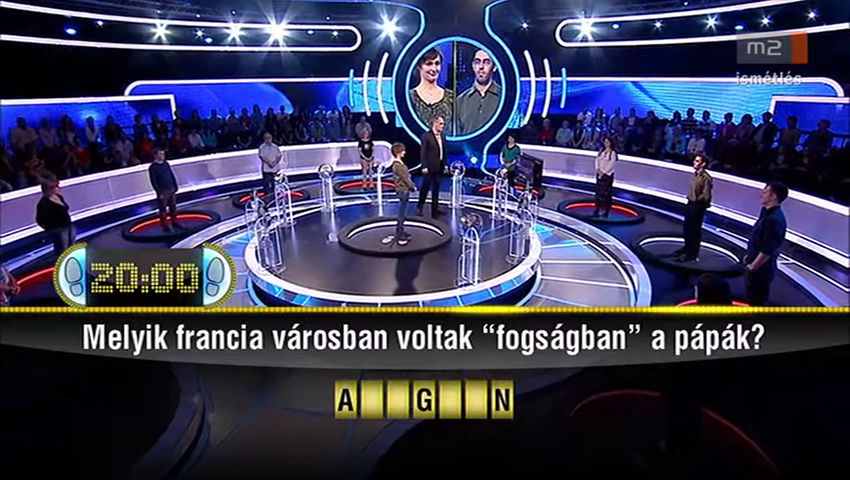 m2
ismétlés
20:00
Melyik francia városban voltak “fogságban” a pápák?
A G N